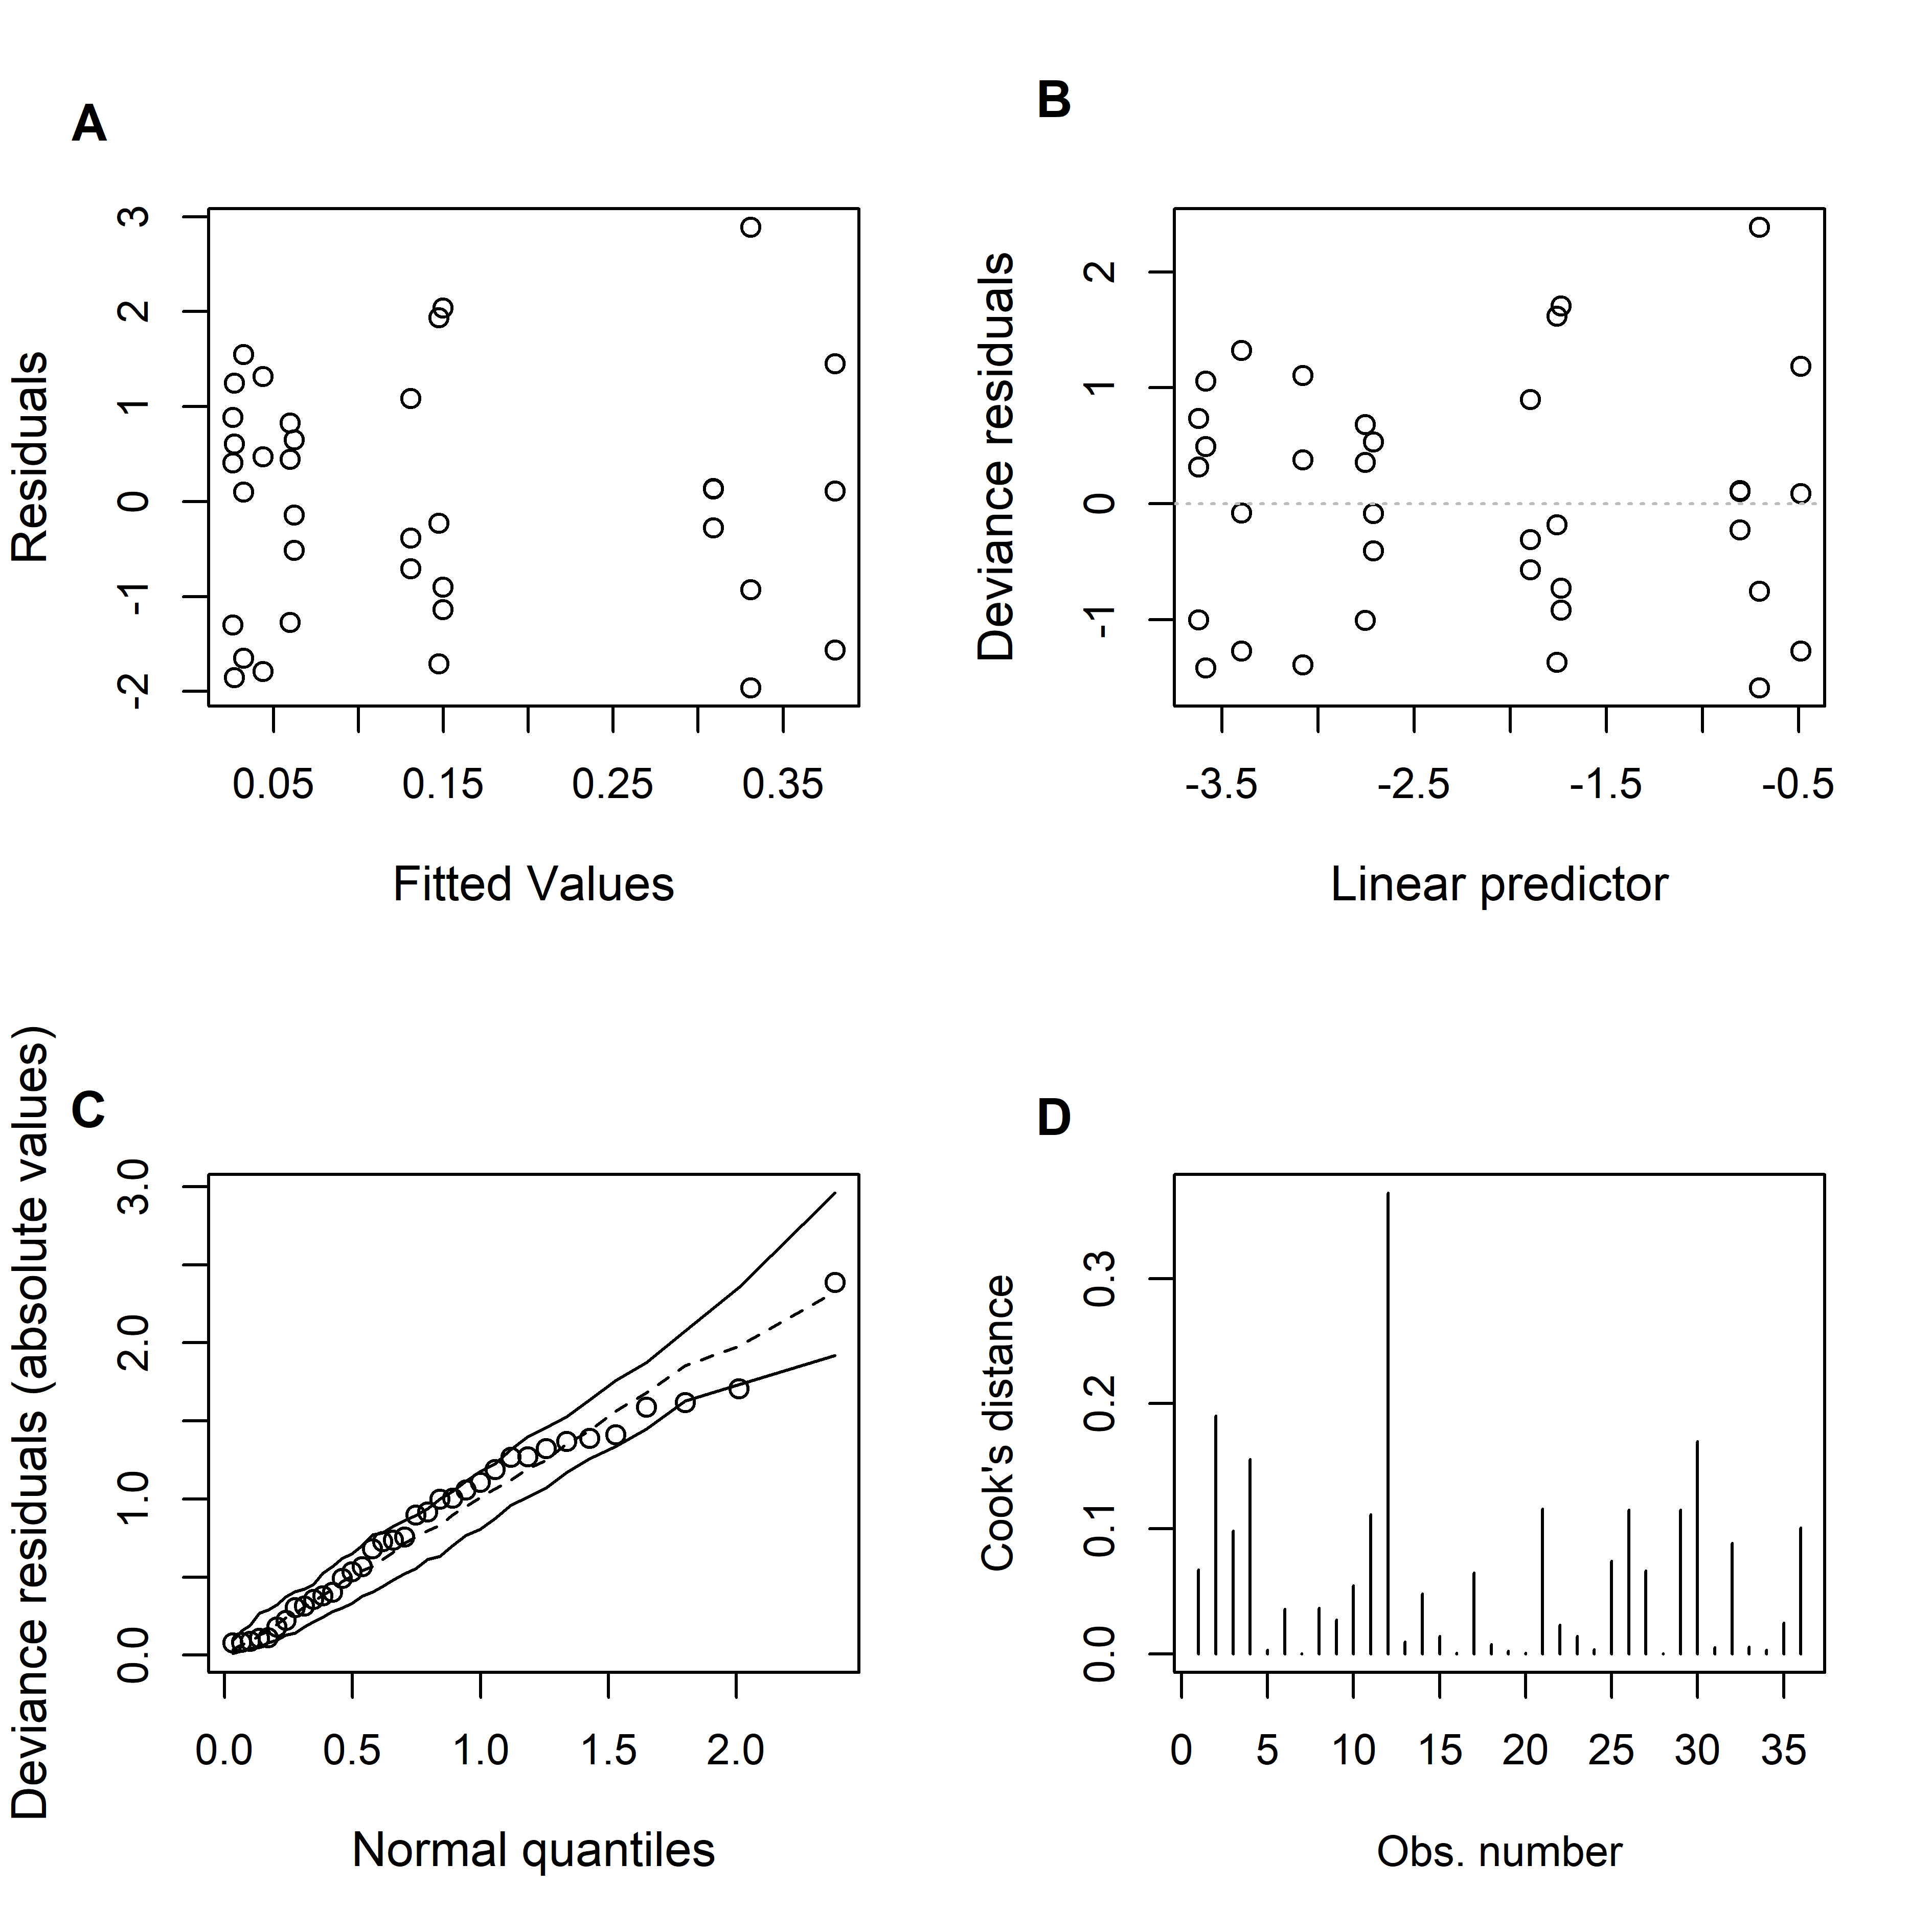 A
Residuals
3
2
1
0
-1
-2
0.05 0.15 0.25 0.35
Fitted Values
B
Deviance residuals
2
1
0
-1
-3.5 -2.5 -1.5 -0.5
Linear predictor
C
Deviance residuals (absolute values)
3.0
2.0
1.0
0.0
0.0 0.5 1.0 1.5 2.0
Normal quantiles
D
Cook's distance
0.3
0.2
0.1
0.0
0 5 10 15 20 25 30 35
Obs. number